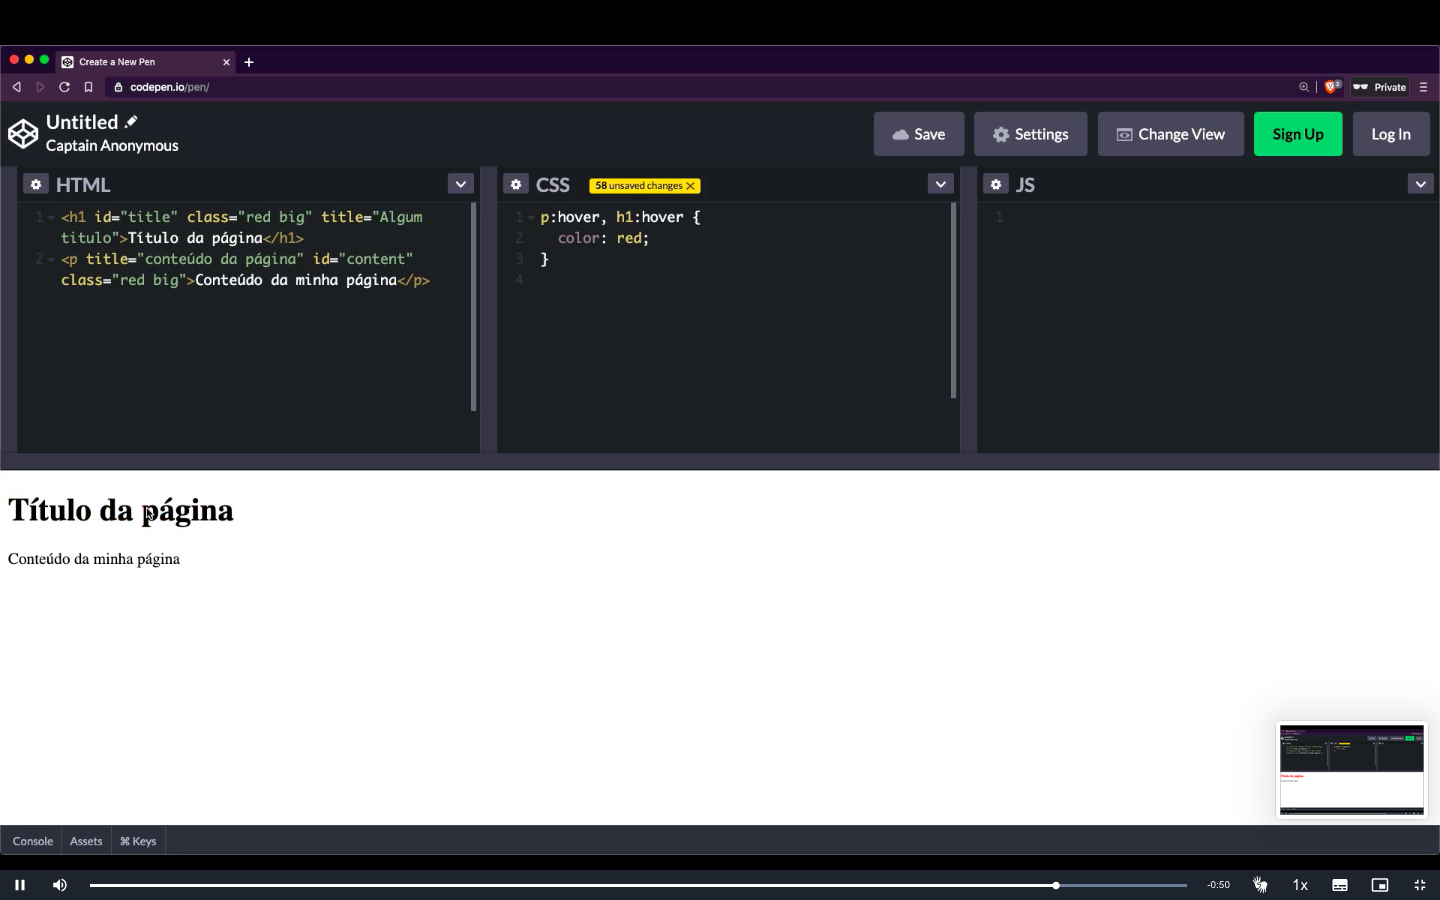 Create a New Pen
codepen.io/pen/
2
Private
Untitled
Captain Anonymous
Save
Settings
Change View
Sign Up
Log In
HTML
CSS
58 unsaved changes
JS
1 <h1 id="title" class="red big" title="Algum
titulo">Título da página</h1>
2 <p title="conteúdo da página" id="content"
class="red big">Conteúdo da minha página</p>
1 p:hover, h1:hover {
2 color: red;
3 }
4
1
Título da página
Conteúdo da minha página
Console
Assets
⌘ Keys
-0:50
1x